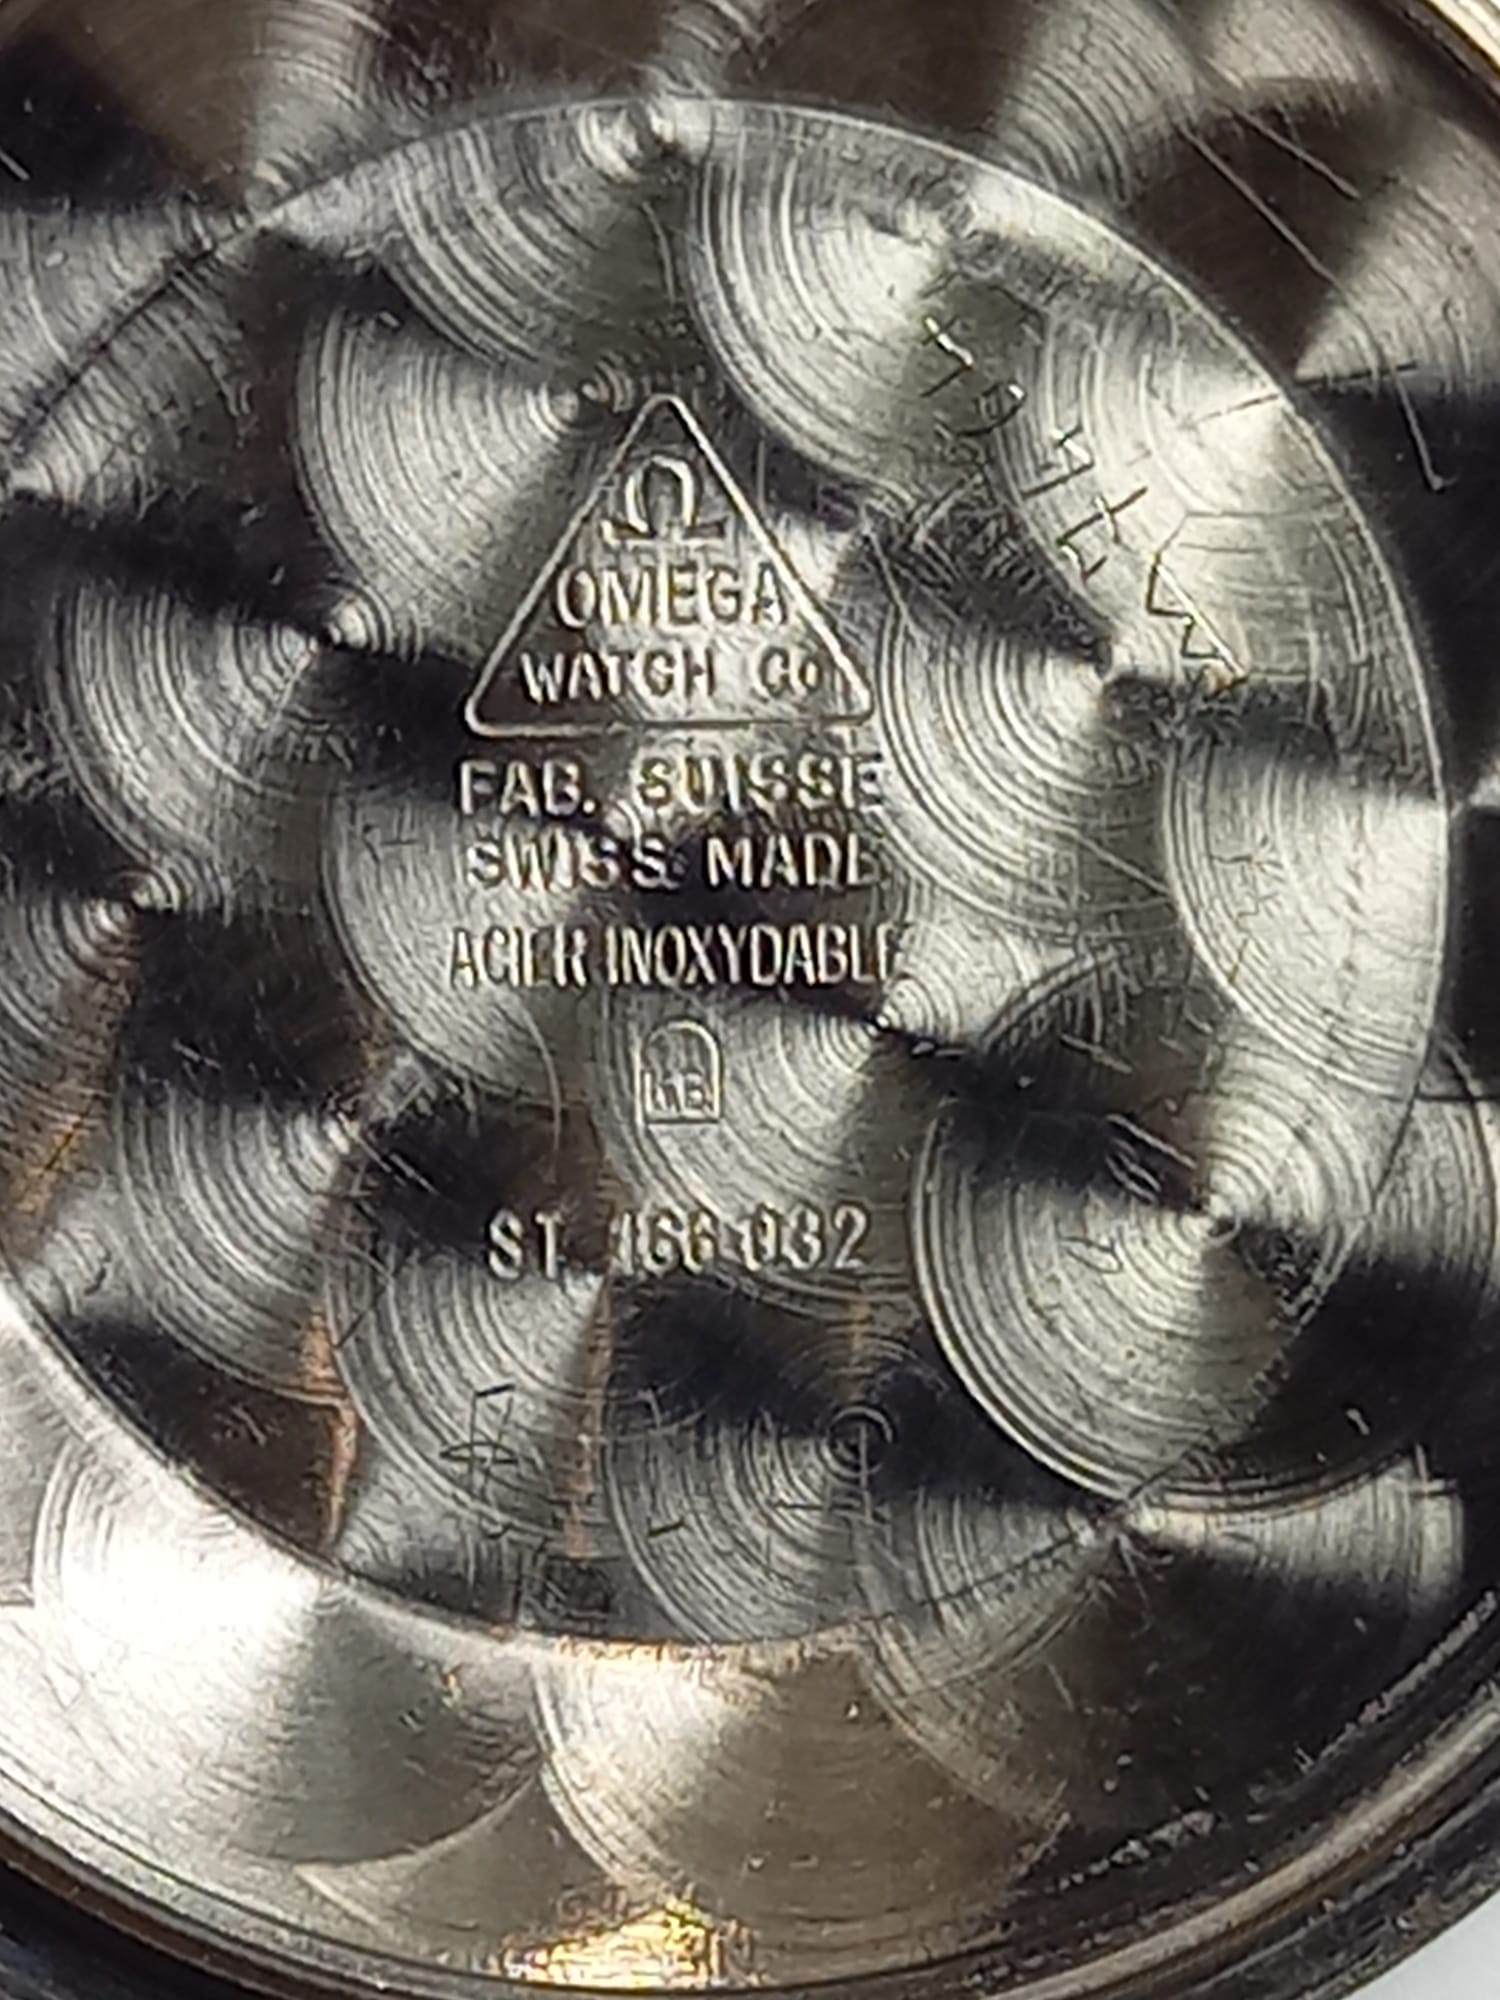 Ω
OMEGA
WATCH Co
FAB. SUISSE
SWISS MADE
ACIER INOXYDABLE
ST 166.032